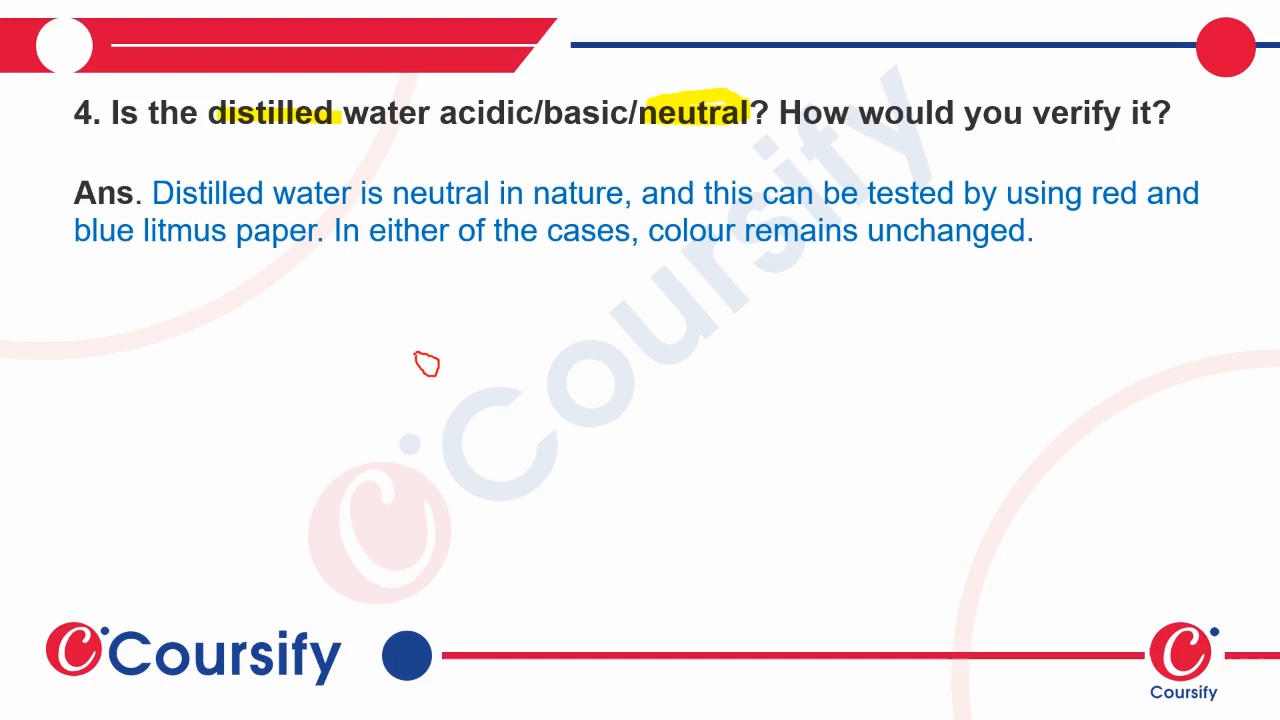 4. Is the distilled water acidic/basic/neutral? How would you verify it?
Ans. Distilled water is neutral in nature, and this can be tested by using red and
blue litmus paper. In either of the cases, colour remains unchanged.
Coursify
Coursify
Coursify